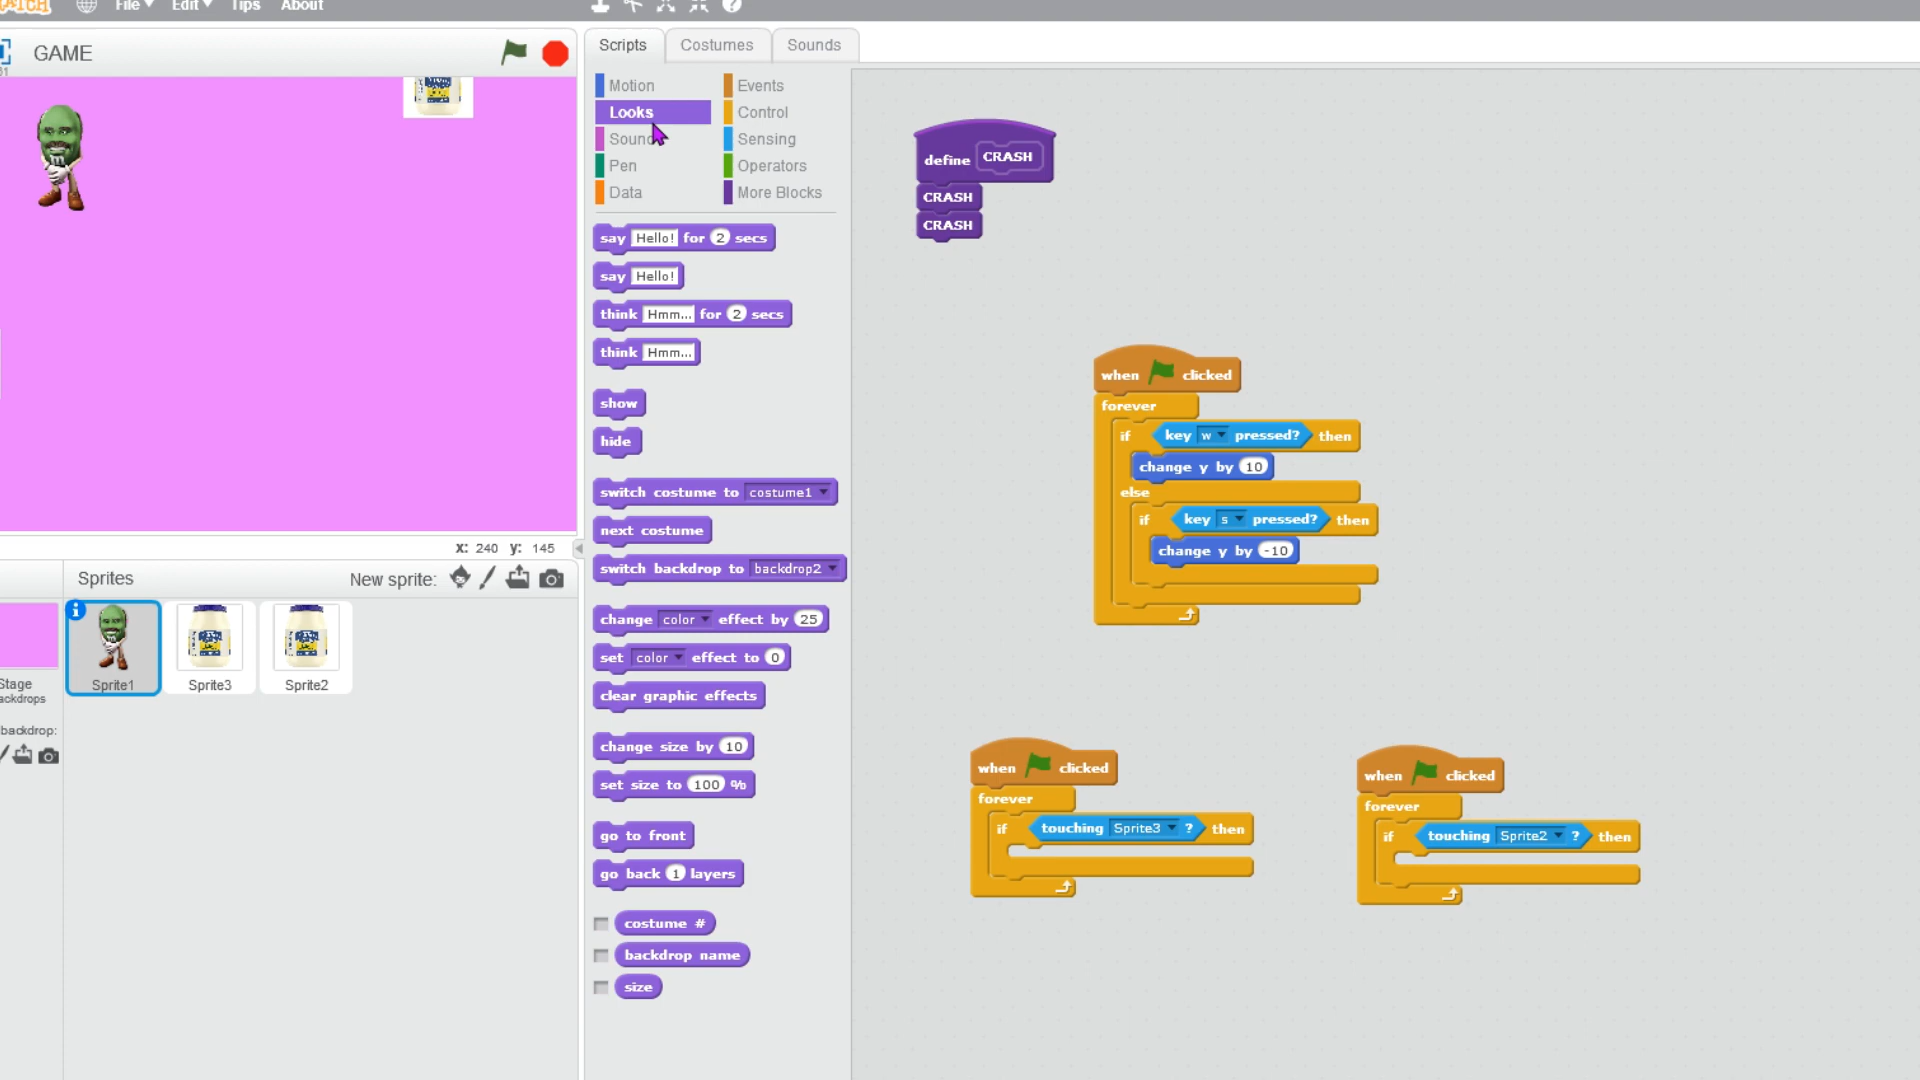 File Edit Tips About
GAME
Scripts Costumes Sounds
Motion Events
Looks Control
Sound Sensing
Pen Operators
Data More Blocks
say Hello! for 2 secs
say Hello!
think Hmm... for 2 secs
think Hmm...
show
hide
switch costume to costume1
next costume
switch backdrop to backdrop2
change color effect by 25
set color effect to 0
clear graphic effects
change size by 10
set size to 100 %
go to front
go back 1 layers
costume #
backdrop name
size
x: 240 y: 145
Sprites New sprite:
Sprite1 Sprite3 Sprite2
Stage
backdrop:
define CRASH
CRASH
CRASH
when clicked
forever
if key w pressed? then
change y by 10
else
if key s pressed? then
change y by -10
when clicked
forever
if touching Sprite3 ? then
when clicked
forever
if touching Sprite2 ? then